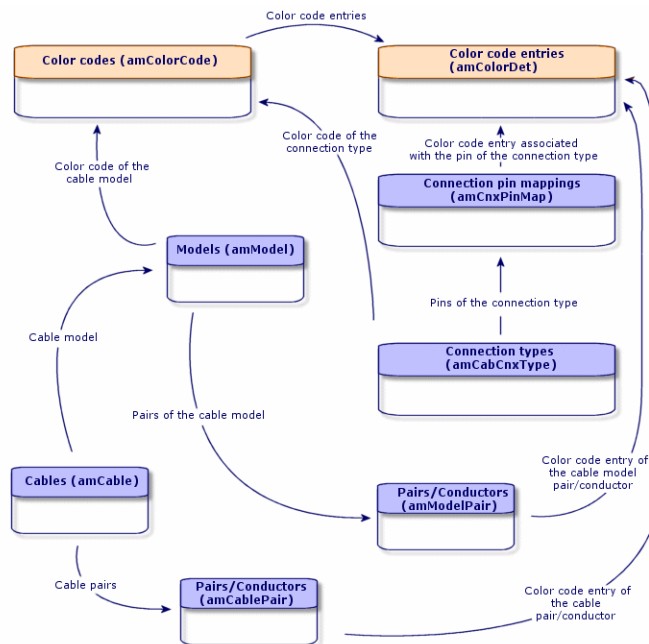 Color code entries
Color codes (amColorCode)
Color code entries
(amColorDet)
Color code of the
connection type
Color code entry associated
with the pin of the connection type
Color code of the
cable model
Connection pin mappings
(amCnxPinMap)
Models (amModel)
Pins of the connection type
Cable model
Connection types
(amCabCnxType)
Pairs of the cable model
Color code entry of
the cable model
pair/conductor
Cables (amCable)
Pairs/Conductors
(amModelPair)
Cable pairs
Pairs/Conductors
(amCablePair)
Color code entry of
the cable
pair/conductor